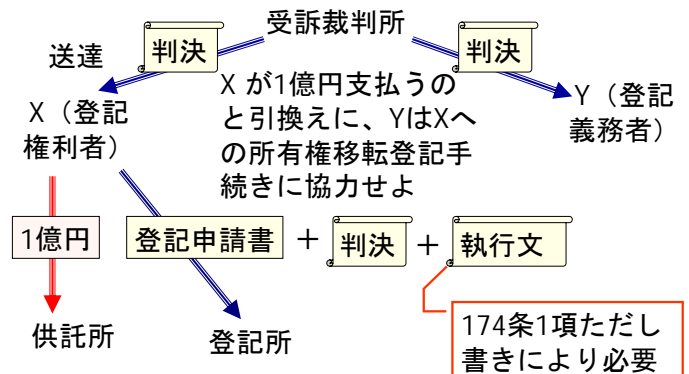 受訴裁判所
送達
判決
判決
X が1億円支払うの
と引換えに、YはXへ
の所有権移転登記手
続きに協力せよ
X（登記
権利者）
Y（登記
義務者）
1億円
登記申請書 ＋ 判決 ＋ 執行文
供託所
登記所
174条1項ただし
書きにより必要